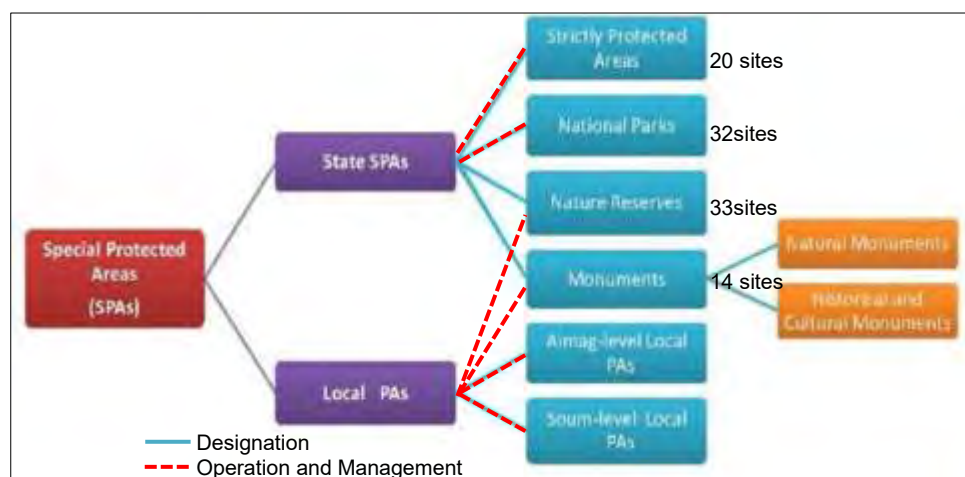 Strictly Protected
Areas
20 sites
National Parks
32sites
State SPAs
Nature Reserves
33sites
Special Protected
Areas
(SPAs)
Natural Monuments
Monuments
14 sites
Historical and
Cultural Monuments
Aimag-level Local
PAs
Local PAs
Soum-level Local
PAs
Designation
Operation and Management